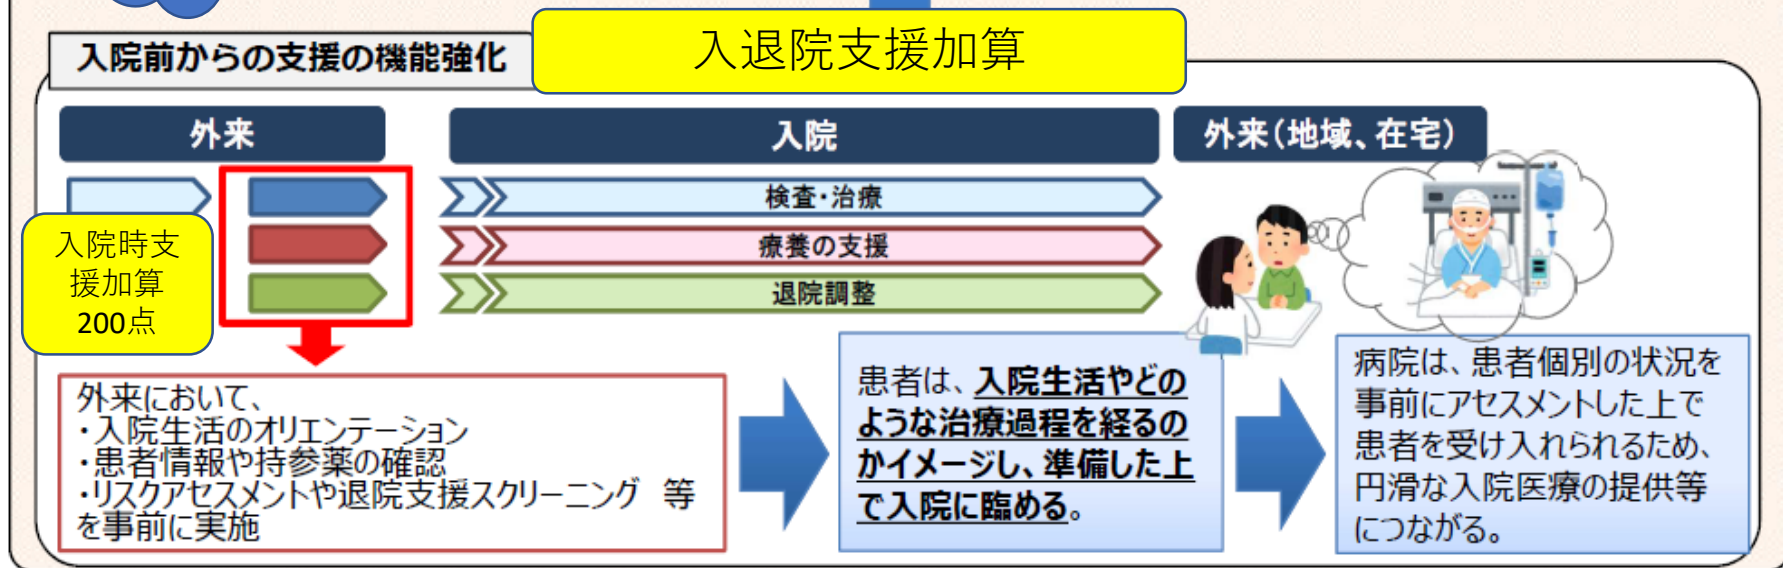 入院前からの支援の機能強化
入退院支援加算
外来
入院
外来(地域、在宅)
検査・治療
療養の支援
退院調整
入院時支
援加算
200点
外来において、
・入院生活のオリエンテーション
・患者情報や持参薬の確認
・リスクアセスメントや退院支援スクリーニング 等
を事前に実施
患者は、入院生活やどの
ような治療過程を経るの
かイメージし、準備した上
で入院に臨める。
病院は、患者個別の状況を
事前にアセスメントした上で
患者を受け入れられるため、
円滑な入院医療の提供等
につながる。